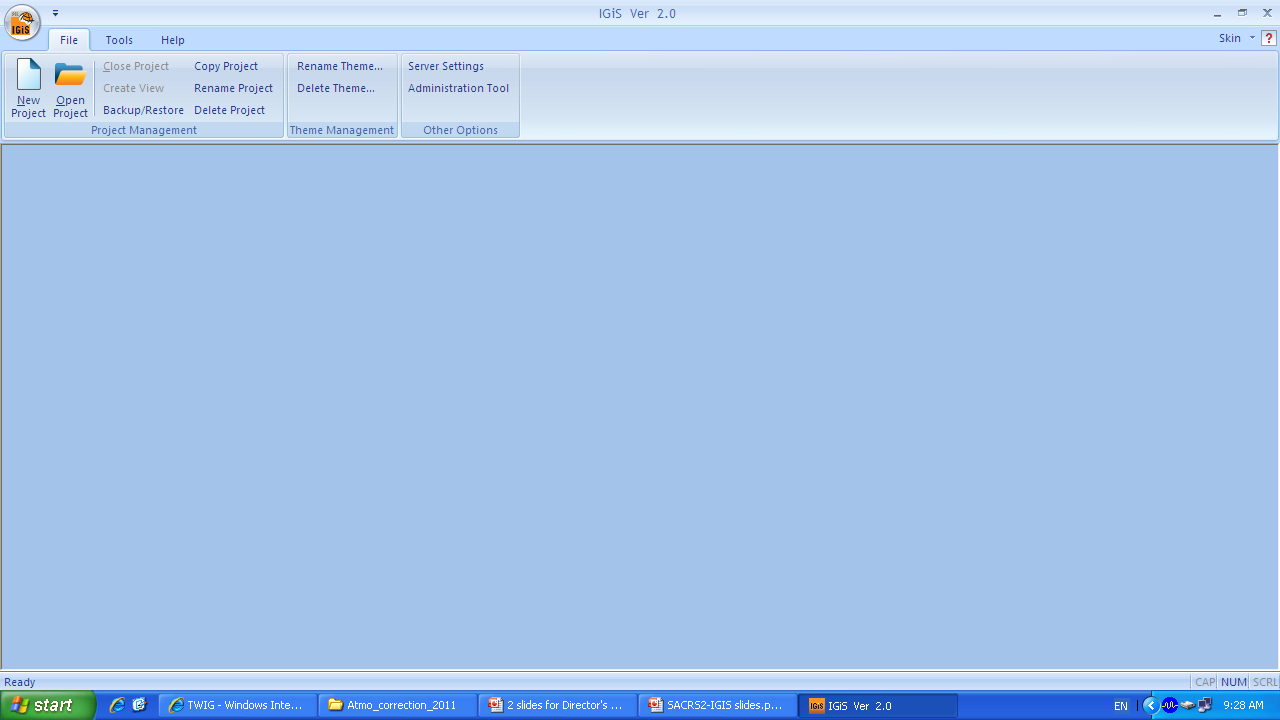 IGiS Ver 2.0
IGiS
File Tools Help Skin ?
New Project
Open Project
Close Project
Create View
Backup/Restore
Copy Project
Rename Project
Delete Project
Project Management
Rename Theme...
Delete Theme...
Theme Management
Server Settings
Administration Tool
Other Options
Ready CAP NUM SCRL
start TWIG - Windows Inte... Atmo_correction_2011 2 slides for Director's ... SACRS2-IGIS slides.p... IGiS Ver 2.0 EN 9:28 AM